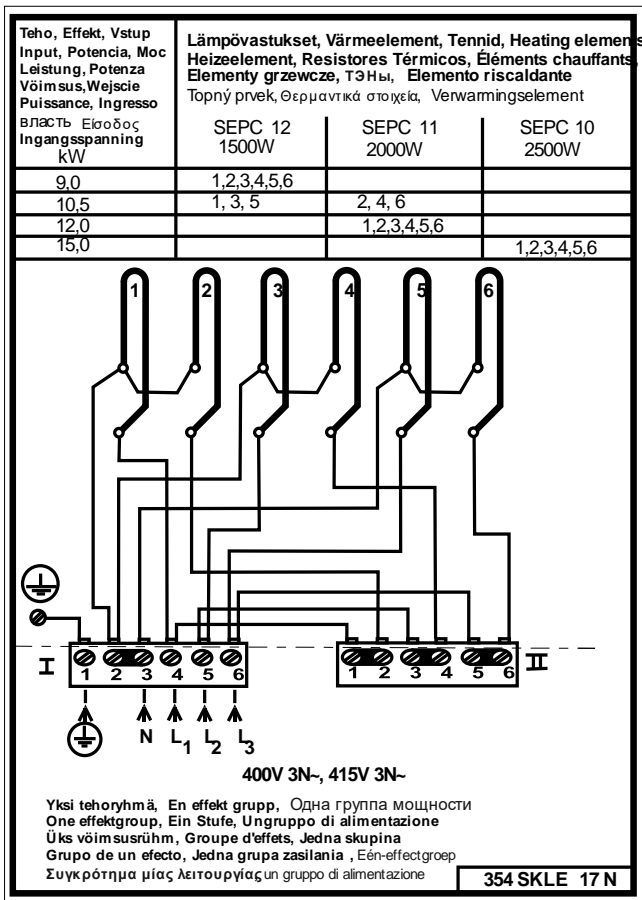 Teho, Effekt, Vstup
Input, Potencia, Moc
Leistung, Potenza
Vöimsus,Wejscie
Puissance, Ingresso
власть Είσοδος
Ingangsspanning
kW
Lämpövastukset, Värmeelement, Tennid, Heating elements
Heizeelement, Resistores Térmicos, Éléments chauffants,
Elementy grzewcze, ТЭНы, Elemento riscaldante
Topný prvek, Θερμαντικά στοιχεία, Verwarmingselement
SEPC 12 SEPC 11 SEPC 10
1500W 2000W 2500W
9,0 1,2,3,4,5,6
10,5 1, 3, 5 2, 4, 6
12,0 1,2,3,4,5,6
15,0 1,2,3,4,5,6
1 2 3 4 5 6
I 1 2 3 4 5 6 1 2 3 4 5 6 II
N L1 L2 L3
400V 3N~, 415V 3N~
Yksi tehoryhmä, En effekt grupp, Одна группа мощности
One effektgroup, Ein Stufe, Ungruppo di alimentazione
Üks vöimsusrühm, Groupe d'effets, Jedna skupina
Grupo de un efecto, Jedna grupa zasilania , Eén-effectgroep
Συγκρότημα μίας λειτουργίας, un gruppo di alimentazione
354 SKLE 17 N